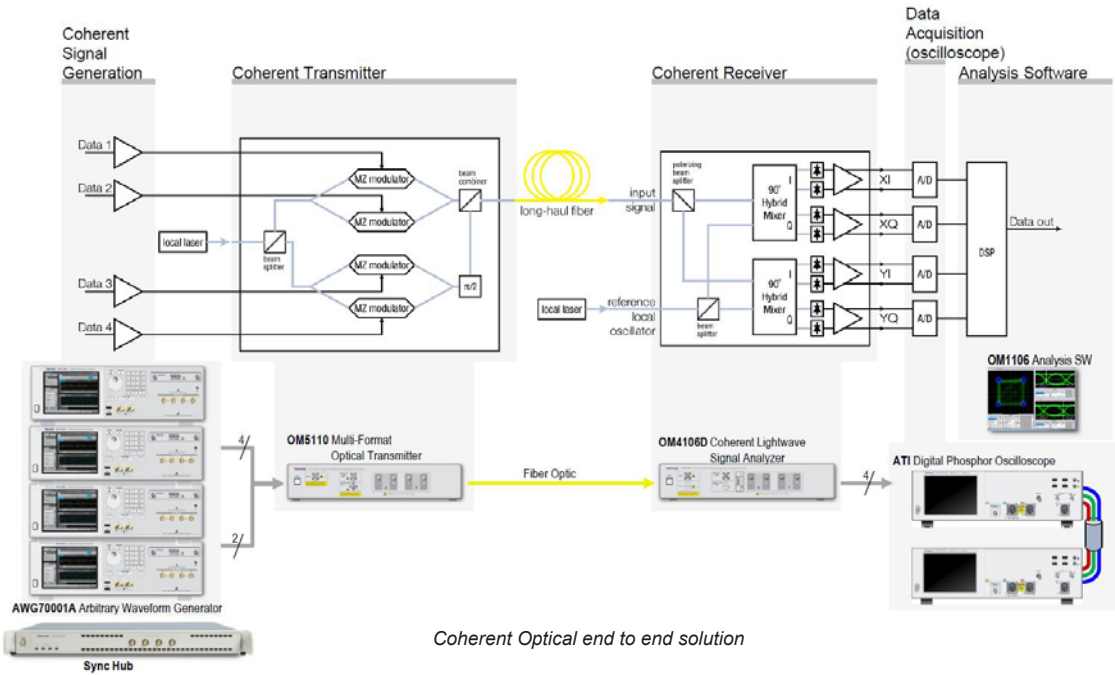 Coherent
Signal
Generation
Coherent Transmitter
Coherent Receiver
Data
Acquisition
(oscilloscope)
Analysis Software
Data 1
Data 2
Data 3
Data 4
local laser
beam
splitter
MZ modulator
MZ modulator
MZ modulator
MZ modulator
beam
combiner
π/2
long-haul fiber
input
signal
polarizing
beam
splitter
local laser
reference
local
oscillator
beam
splitter
I
90°
Hybrid
Mixer
Q
I
90°
Hybrid
Mixer
Q
XI
XQ
YI
YQ
A/D
A/D
A/D
A/D
DSP
Data out
OM1106 Analysis SW
4
2
OM5110 Multi-Format
Optical Transmitter
Fiber Optic
OM4106D Coherent Lightwave
Signal Analyzer
4
ATI Digital Phosphor Oscilloscope
AWG70001A Arbitrary Waveform Generator
Sync Hub
Coherent Optical end to end solution